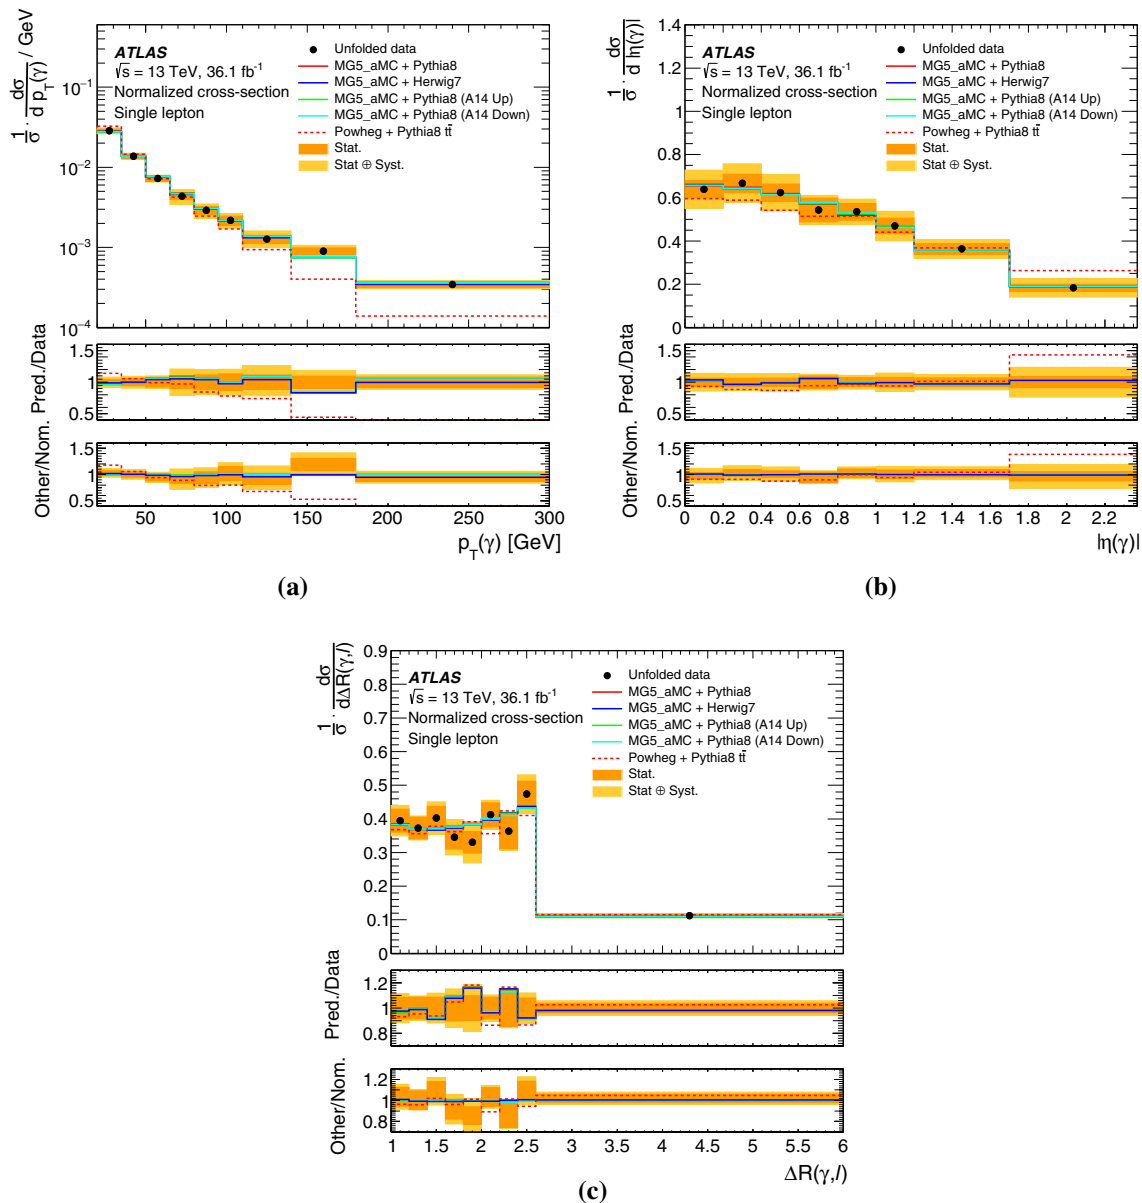 1/σ · dσ/d p_T(γ) / GeV
10⁻¹
10⁻²
10⁻³
10⁻⁴
ATLAS
√s = 13 TeV, 36.1 fb⁻¹
Normalized cross-section
Single lepton
Unfolded data
MG5_aMC + Pythia8
MG5_aMC + Herwig7
MG5_aMC + Pythia8 (A14 Up)
MG5_aMC + Pythia8 (A14 Down)
Powheg + Pythia8 tt̄
Stat.
Stat ⊕ Syst.
Pred./Data
1.5
1
0.5
Other/Nom.
1.5
1
0.5
50 100 150 200 250 300
p_T(γ) [GeV]
(a)
1/σ · dσ/d |η(γ)|
1.4
1.2
1
0.8
0.6
0.4
0.2
0
ATLAS
√s = 13 TeV, 36.1 fb⁻¹
Normalized cross-section
Single lepton
Unfolded data
MG5_aMC + Pythia8
MG5_aMC + Herwig7
MG5_aMC + Pythia8 (A14 Up)
MG5_aMC + Pythia8 (A14 Down)
Powheg + Pythia8 tt̄
Stat.
Stat ⊕ Syst.
Pred./Data
1.5
1
0.5
Other/Nom.
1.5
1
0.5
0 0.2 0.4 0.6 0.8 1 1.2 1.4 1.6 1.8 2 2.2
|η(γ)|
(b)
1/σ · dσ/dΔR(γ,l)
0.9
0.8
0.7
0.6
0.5
0.4
0.3
0.2
0.1
0
ATLAS
√s = 13 TeV, 36.1 fb⁻¹
Normalized cross-section
Single lepton
Unfolded data
MG5_aMC + Pythia8
MG5_aMC + Herwig7
MG5_aMC + Pythia8 (A14 Up)
MG5_aMC + Pythia8 (A14 Down)
Powheg + Pythia8 tt̄
Stat.
Stat ⊕ Syst.
Pred./Data
1.2
1
0.8
Other/Nom.
1.2
1
0.8
1 1.5 2 2.5 3 3.5 4 4.5 5 5.5 6
ΔR(γ,l)
(c)